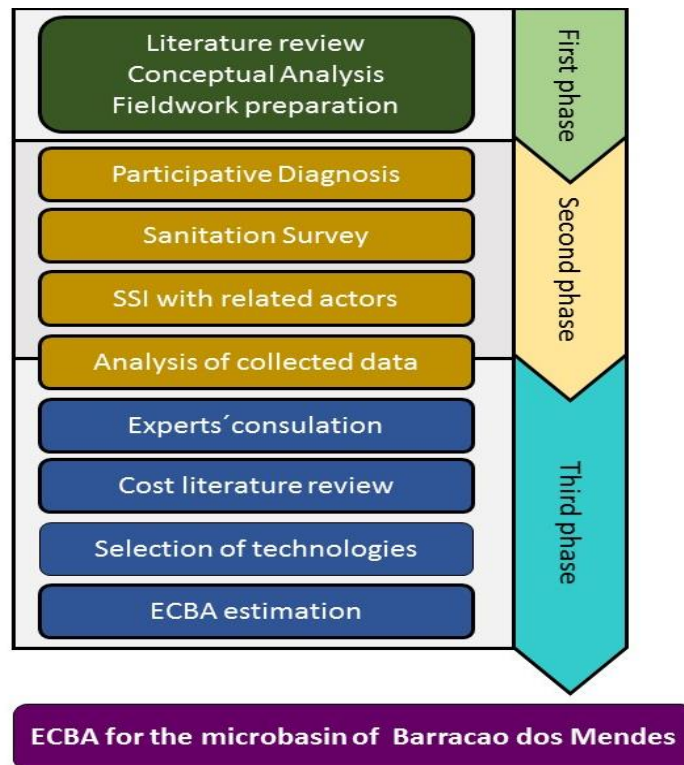 Literature review
Conceptual Analysis
Fieldwork preparation
First phase
Participative Diagnosis
Sanitation Survey
SSI with related actors
Analysis of collected data
Second phase
Experts´consulation
Cost literature review
Selection of technologies
ECBA estimation
Third phase
ECBA for the microbasin of Barracao dos Mendes